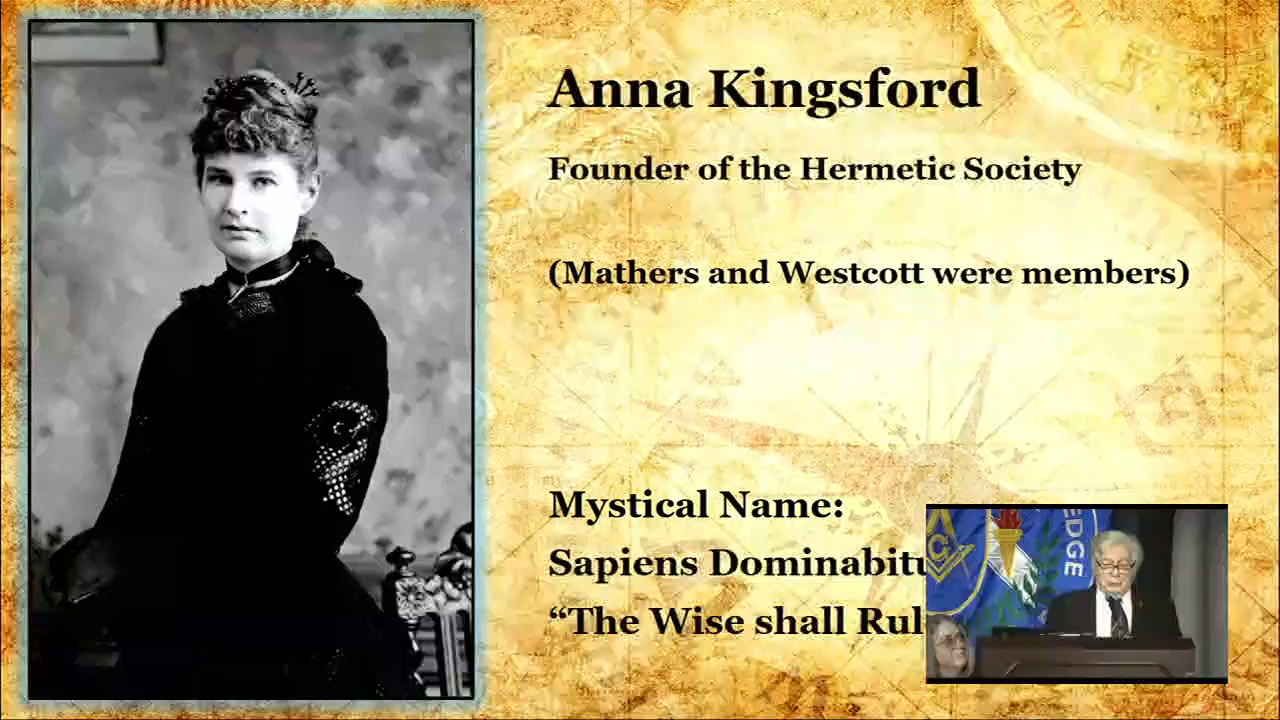 Anna Kingsford
Founder of the Hermetic Society
(Mathers and Westcott were members)
Mystical Name:
Sapiens Dominabitu
“The Wise shall Rul
G
EDGE